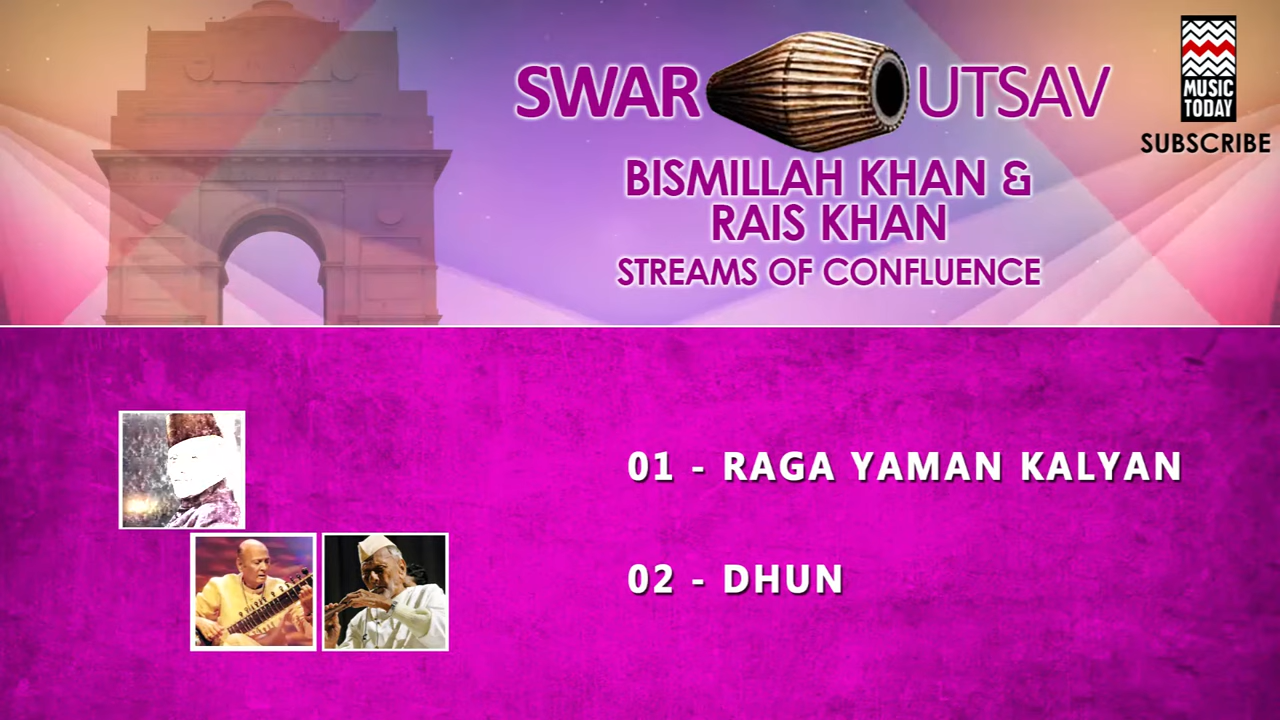 SWAR UTSAV
BISMILLAH KHAN &
RAIS KHAN
STREAMS OF CONFLUENCE
MUSIC
TODAY
SUBSCRIBE
01 - RAGA YAMAN KALYAN
02 - DHUN